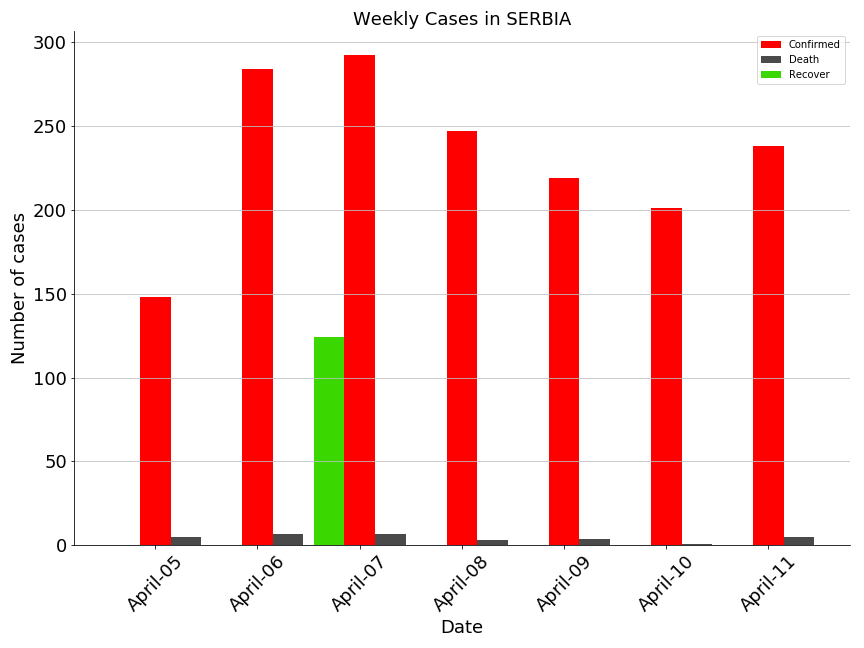 Weekly Cases in SERBIA
Confirmed
Death
Recover
Number of cases
300
250
200
150
100
50
0
April-05
April-06
April-07
April-08
April-09
April-10
April-11
Date